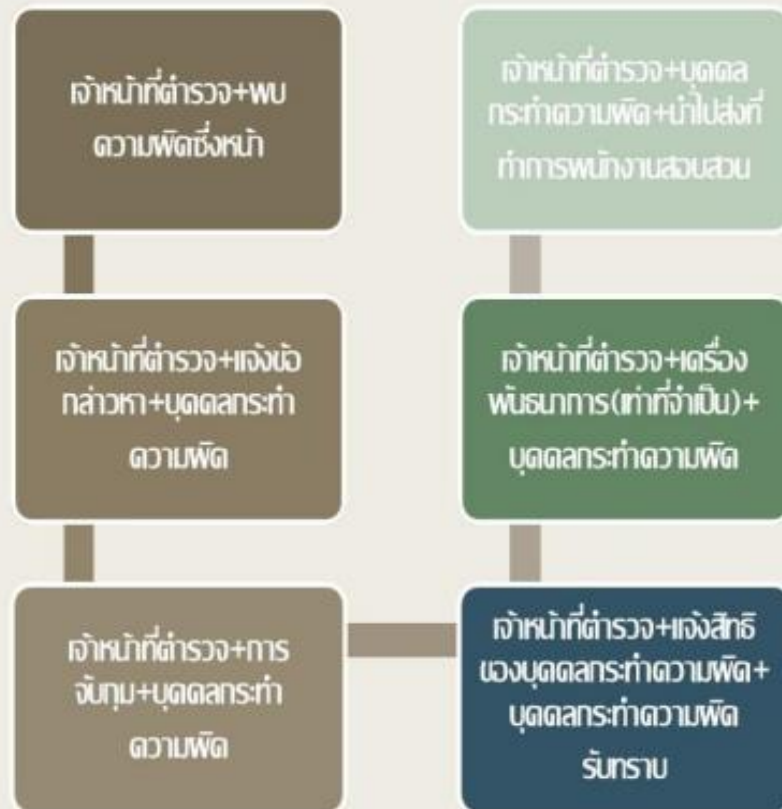 เจ้าหน้าที่ตำรวจ+พบ
ความผิดซึ่งหน้า
เจ้าหน้าที่ตำรวจ+แจ้งข้อ
กล่าวหา+บุคคลกระทำ
ความผิด
เจ้าหน้าที่ตำรวจ+การ
จับกุม+บุคคลกระทำ
ความผิด
เจ้าหน้าที่ตำรวจ+แจ้งสิทธิ
ของบุคคลกระทำความผิด+
บุคคลกระทำความผิด
รับทราบ
เจ้าหน้าที่ตำรวจ+เครื่อง
พันธนาการ(เท่าที่จำเป็น)+
บุคคลกระทำความผิด
เจ้าหน้าที่ตำรวจ+บุคคล
กระทำความผิด+นำไปส่งที่
ทำการพนักงานสอบสวน